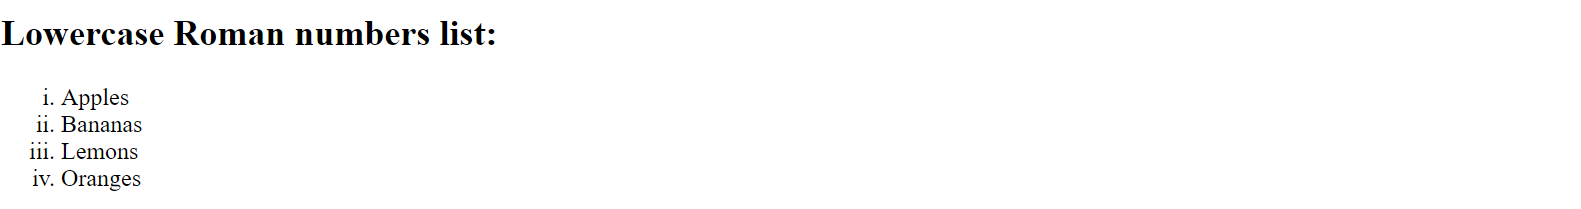 Lowercase Roman numbers list:
i. Apples
ii. Bananas
iii. Lemons
iv. Oranges